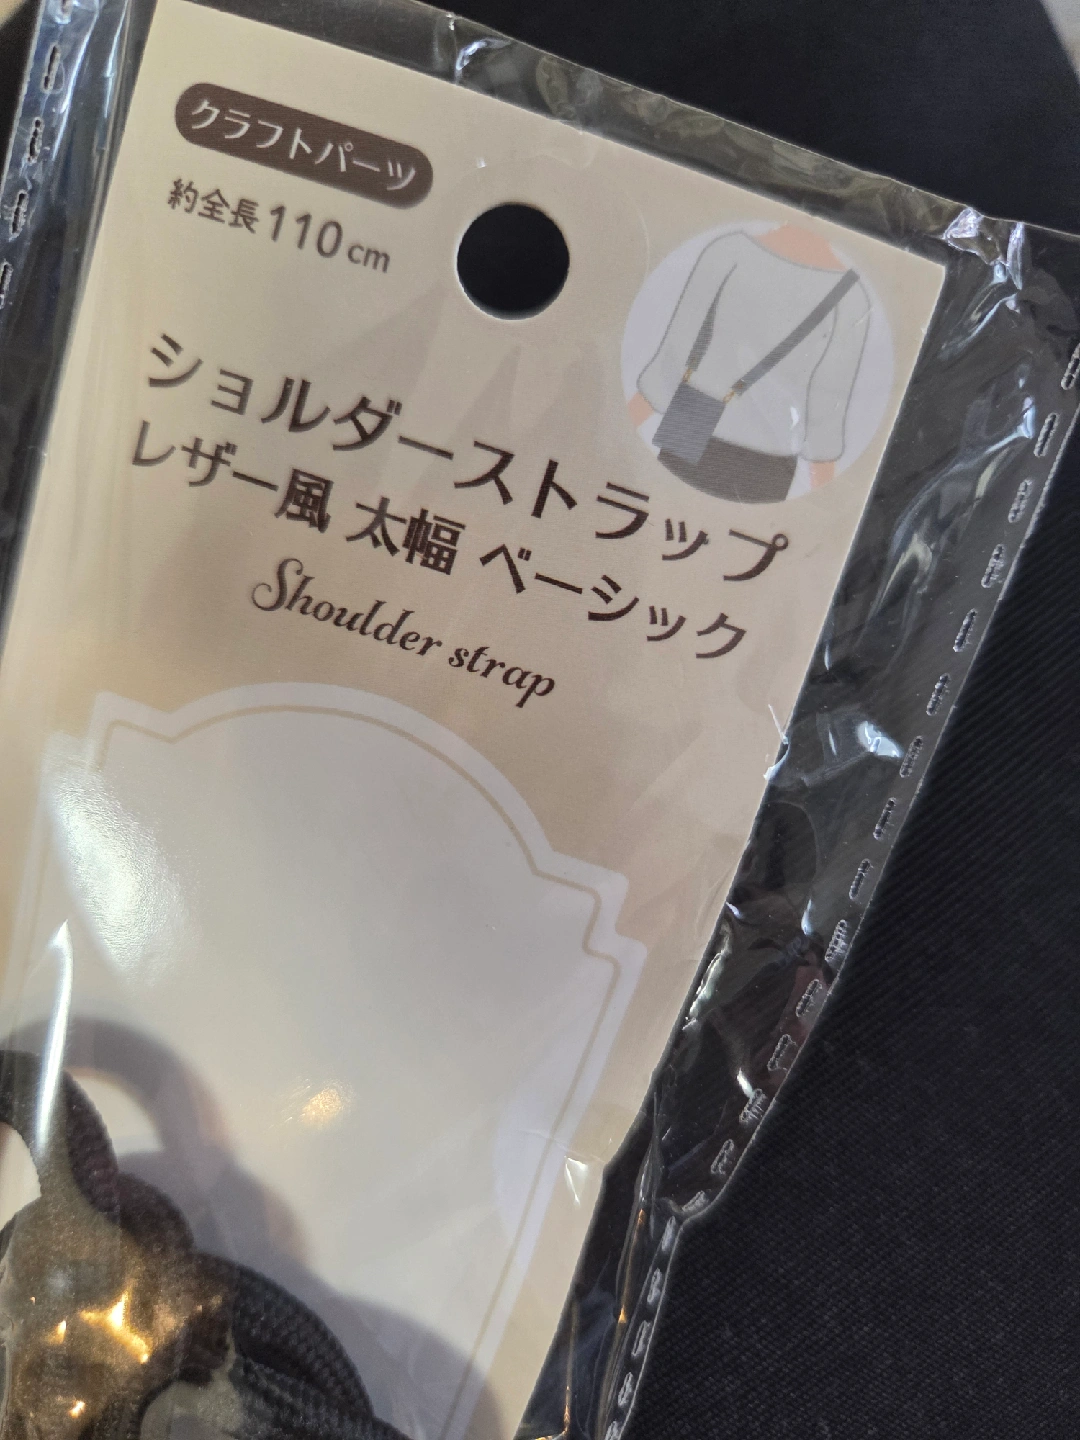 クラフトパーツ
約全長110cm
ショルダーストラップ
レザー風 太幅 ベーシック
Shoulder strap